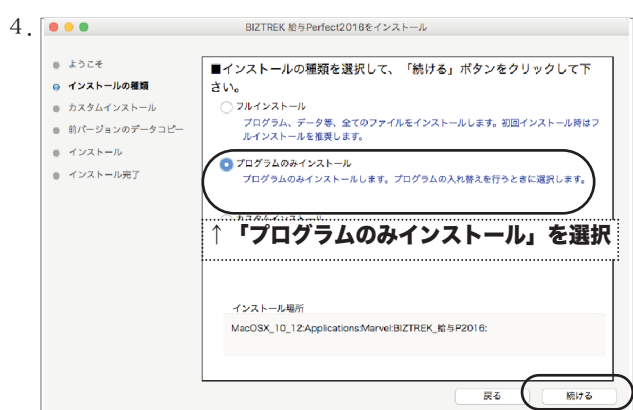 4.
BIZTREK 給与Perfect2016をインストール
ようこそ
インストールの種類
カスタムインストール
前バージョンのデータコピー
インストール
インストール完了
■インストールの種類を選択して、「続ける」ボタンをクリックして下
さい。
フルインストール
プログラム、データ等、全てのファイルをインストールします。初回インストール時はフ
ルインストールを推奨します。
プログラムのみインストール
プログラムのみインストールします。プログラムの入れ替えを行うときに選択します。
カスタムインストール
↑「プログラムのみインストール」を選択
インストール場所
MacOSX_10_12:Applications:Marvel:BIZTREK_給与P2016:
戻る
続ける